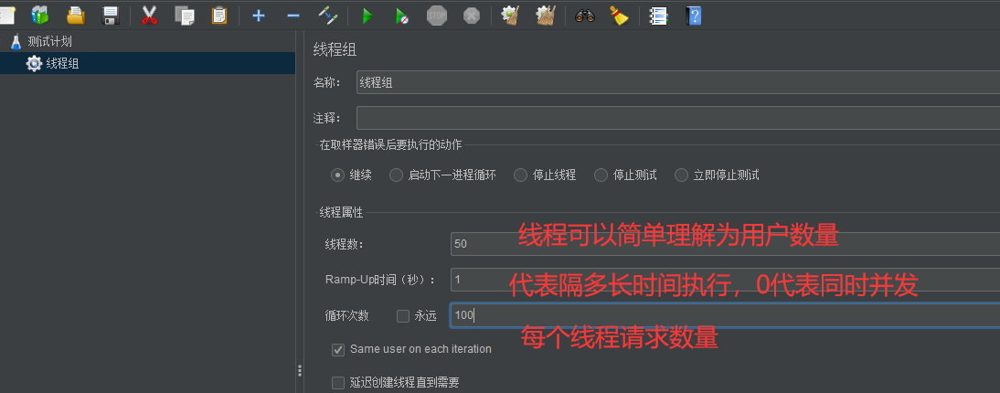 STOP
测试计划
线程组
线程组
名称：
线程组
注释：
在取样器错误后要执行的动作
继续
启动下一进程循环
停止线程
停止测试
立即停止测试
线程属性
线程数：
50
线程可以简单理解为用户数量
Ramp-Up时间（秒）：
1
代表隔多长时间执行，0代表同时并发
循环次数
永远
100
每个线程请求数量
Same user on each iteration
延迟创建线程直到需要